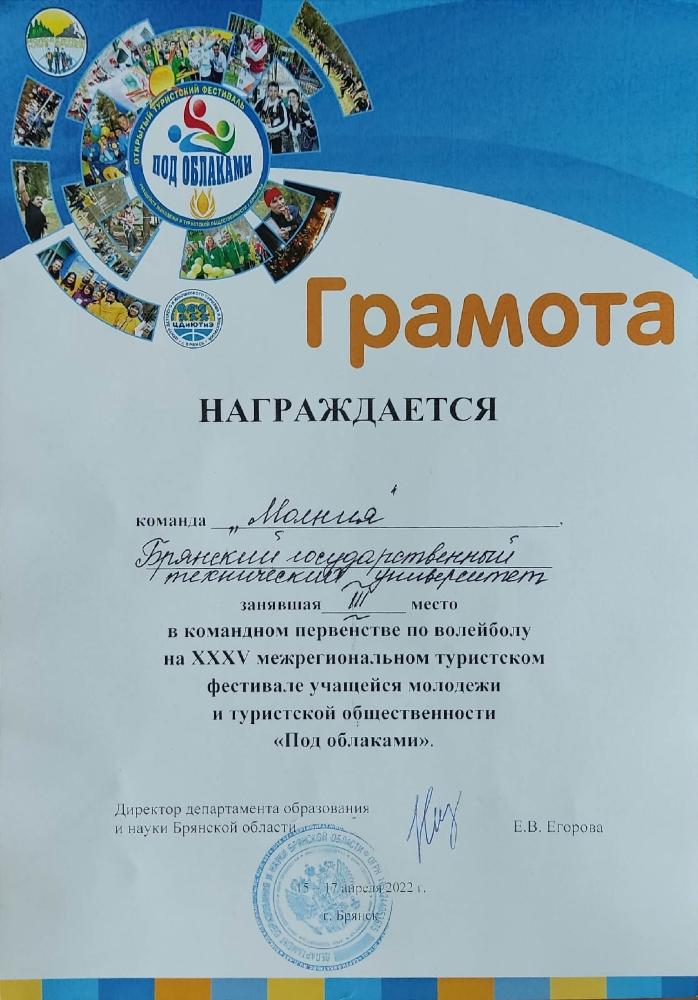 ОТКРЫТЫЙ ТУРИСТСКИЙ ФЕСТИВАЛЬ
ПОД ОБЛАКАМИ
ЦДиЮТиЭ
Грамота
НАГРАЖДАЕТСЯ
команда „Молния“.
Брянский государственный
технический университет
занявшая III место
в командном первенстве по волейболу
на XXXV межрегиональном туристском
фестивале учащейся молодежи
и туристской общественности
«Под облаками».
Директор департамента образования
и науки Брянской области
Е.В. Егорова
15 – 17 апреля 2022 г.
г. Брянск